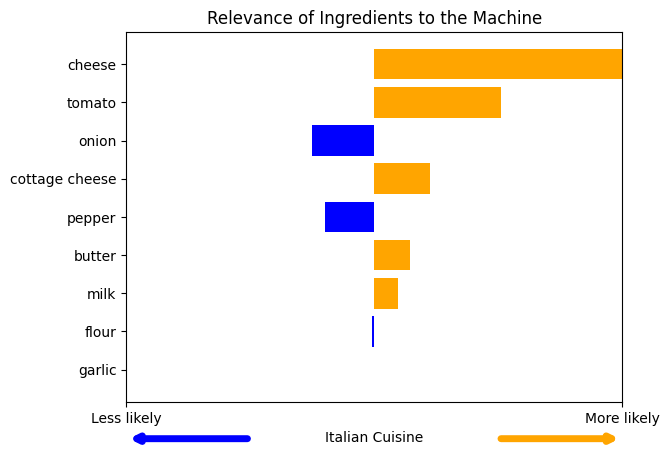 Relevance of Ingredients to the Machine
cheese
tomato
onion
cottage cheese
pepper
butter
milk
flour
garlic
Less likely
More likely
Italian Cuisine